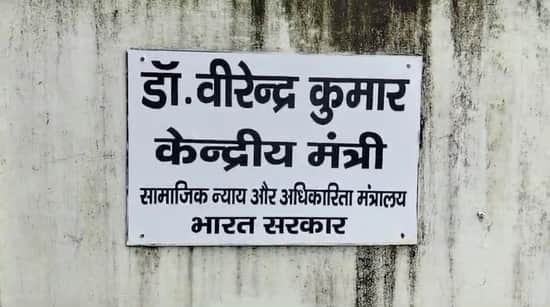 डॉ. वीरेन्द्र कुमार
केन्द्रीय मंत्री
सामाजिक न्याय और अधिकारिता मंत्रालय
भारत सरकार